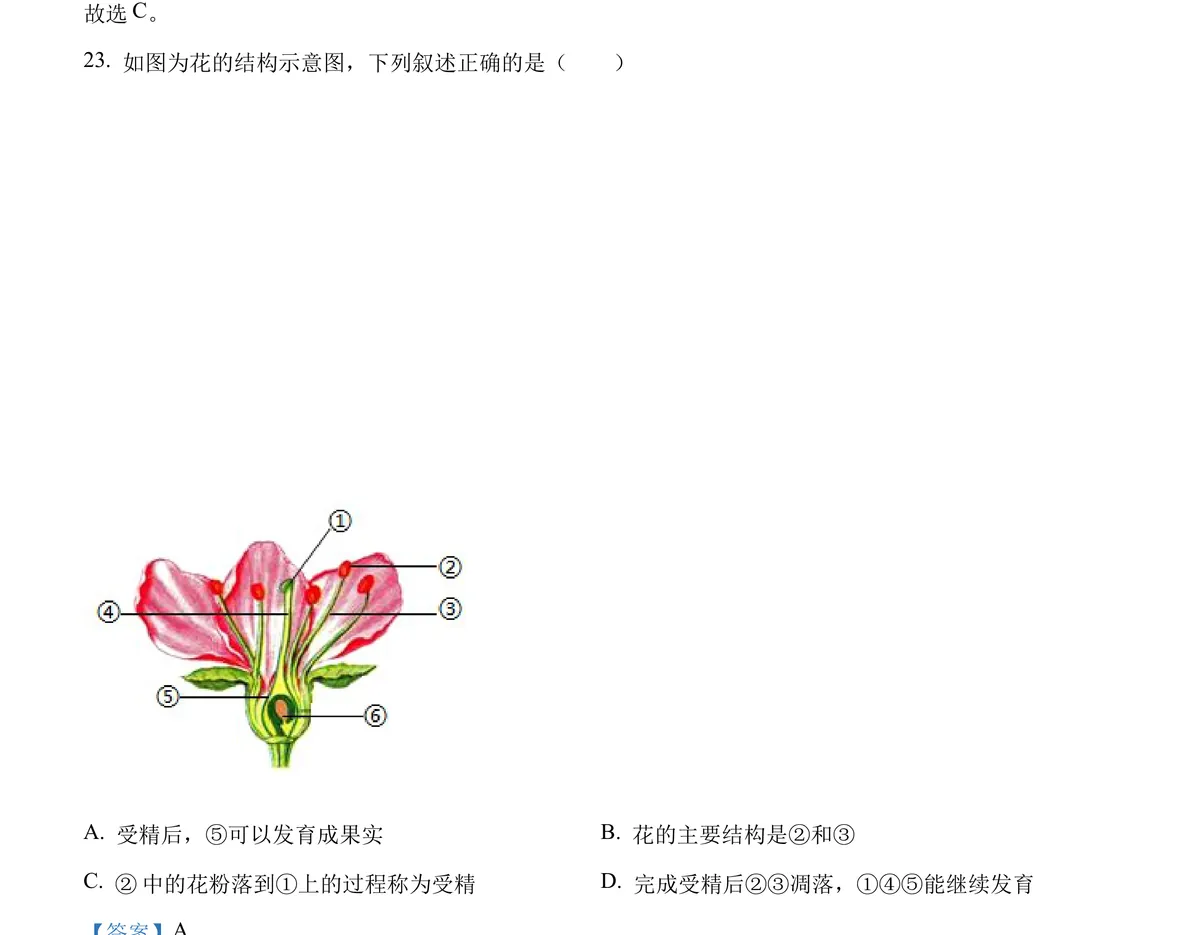 故选 C。
23. 如图为花的结构示意图，下列叙述正确的是（　　）
①
②
④
③
⑤
⑥
A. 受精后，⑤可以发育成果实 B. 花的主要结构是②和③
C. ② 中的花粉落到①上的过程称为受精 D. 完成受精后②③凋落，①④⑤能继续发育
【答案】A